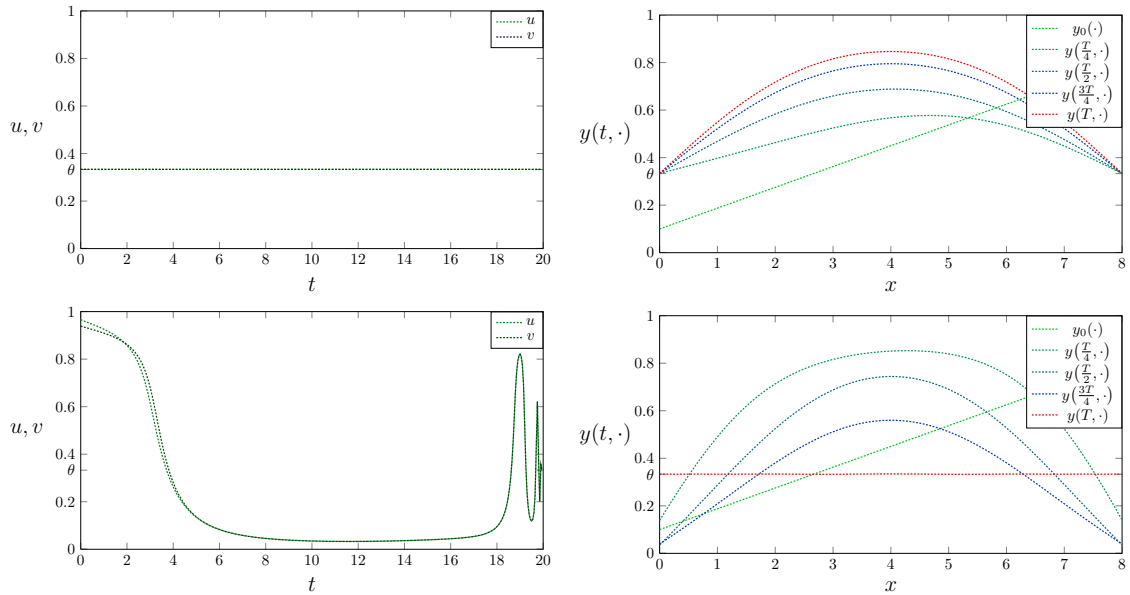 1
0.8
0.6
0.4
θ
0.2
0
u, v
0 2 4 6 8 10 12 14 16 18 20
t
u
v
1
0.8
0.6
0.4
θ
0.2
0
y(t, ·)
0 1 2 3 4 5 6 7 8
x
y₀(·)
y(T/4, ·)
y(T/2, ·)
y(3T/4, ·)
y(T, ·)
1
0.8
0.6
0.4
θ
0.2
0
u, v
0 2 4 6 8 10 12 14 16 18 20
t
u
v
1
0.8
0.6
0.4
θ
0.2
0
y(t, ·)
0 1 2 3 4 5 6 7 8
x
y₀(·)
y(T/4, ·)
y(T/2, ·)
y(3T/4, ·)
y(T, ·)